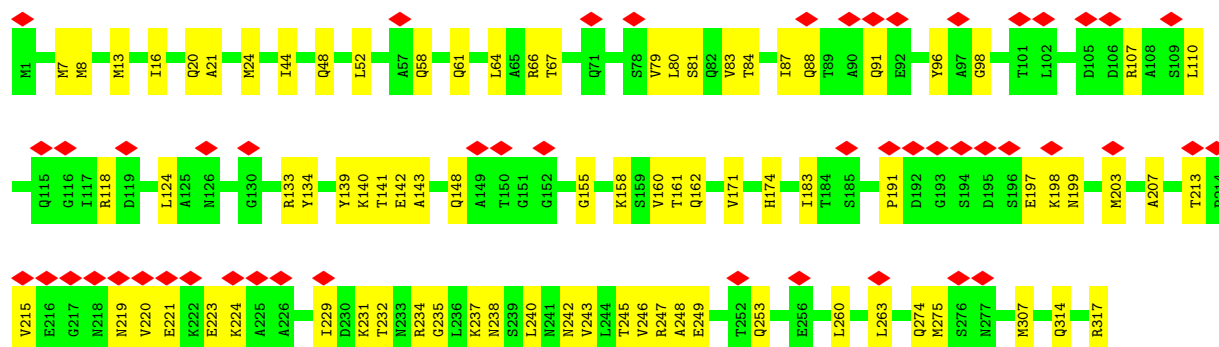 M1 M7 M8 M13 I16 Q20 A21 M24 I44 Q48 L52 A57 Q58 Q61 L64 A65 R66 T67 Q71 S78 V79 L80 S81 Q82 V83 T84 I87 Q88 T89 A90 Q91 E92 Y96 A97 G98 T101 L102 D105 D106 R107 A108 S109 L110
Q115 G116 I117 R118 D119 L124 A125 N126 G130 R133 Y134 Y139 K140 T141 E142 A143 Q148 A149 T150 G151 G152 G155 K158 S159 V160 T161 Q162 V171 H174 I183 T184 S185 P191 D192 G193 S194 D195 S196 E197 K198 N199 M203 A207 T213
V215 E216 G217 N218 N219 V220 E221 K222 E223 K224 A225 A226 I229 D230 K231 T232 N233 R234 G235 L236 K237 N238 S239 L240 N241 N242 V243 L244 T245 V246 R247 A248 E249 T252 Q253 E256 L260 L263 Q274 M275 S276 N277 M307 Q314 R317